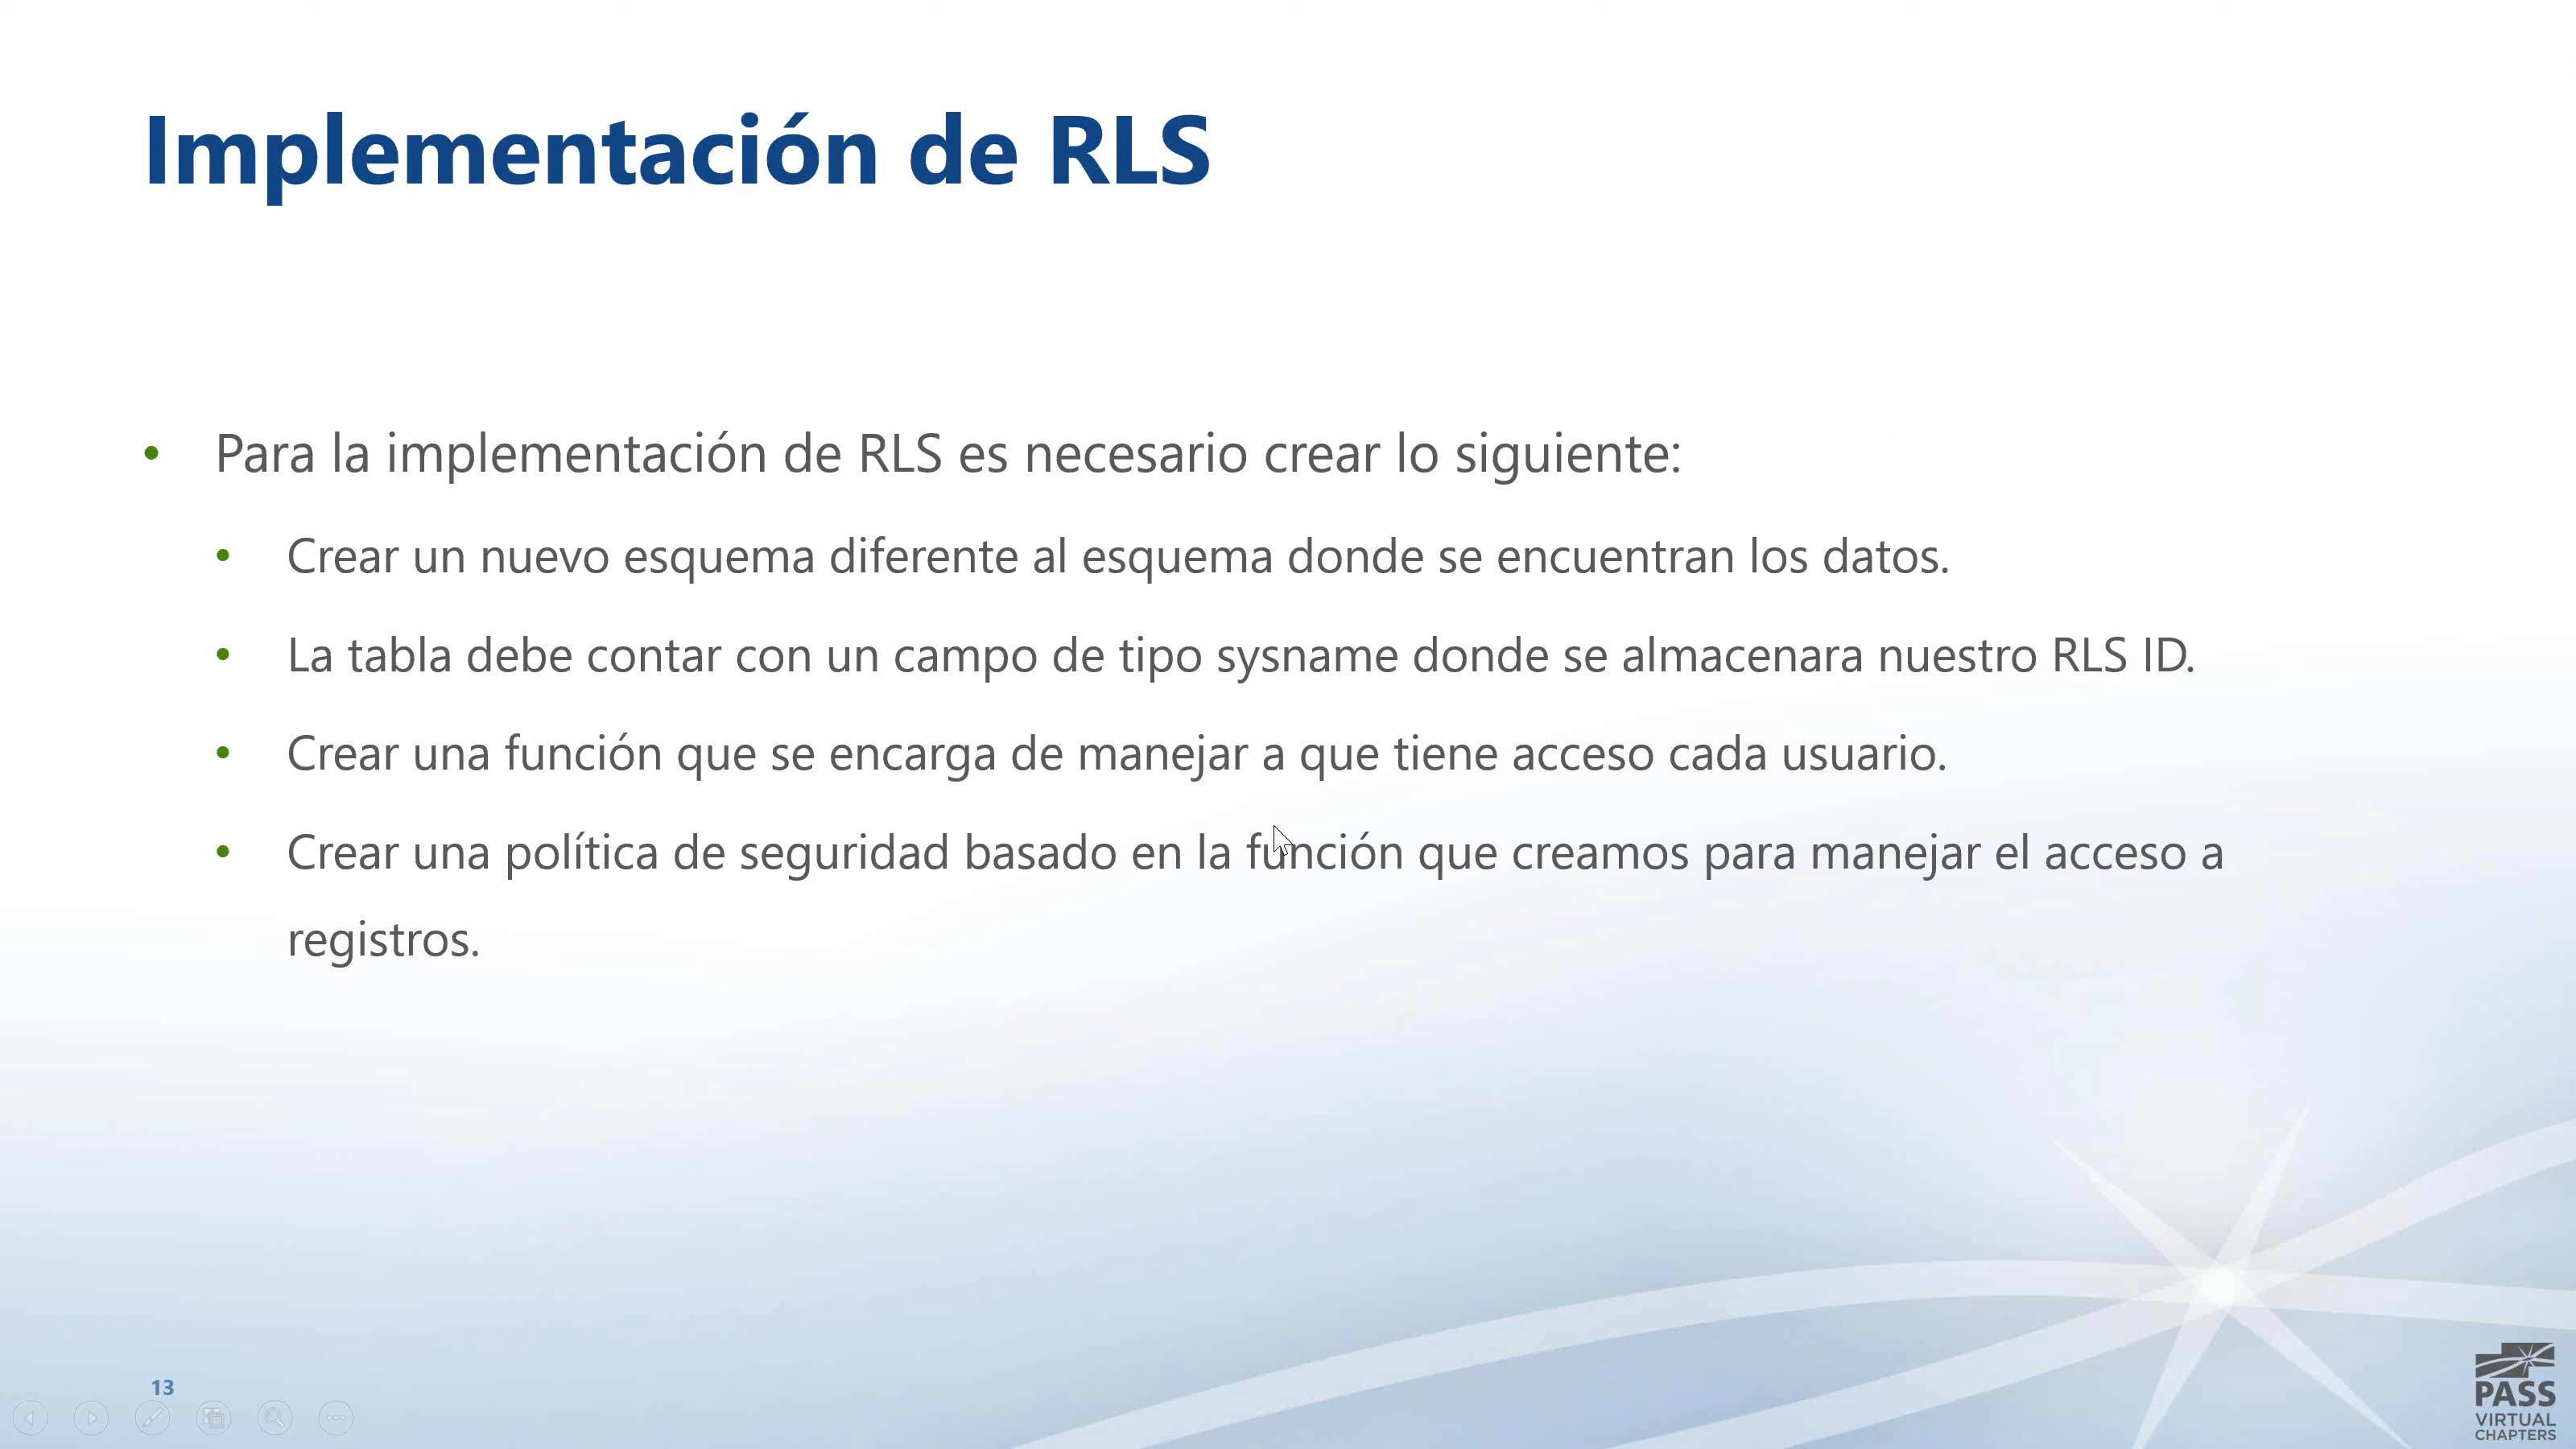 Implementación de RLS
• Para la implementación de RLS es necesario crear lo siguiente:
• Crear un nuevo esquema diferente al esquema donde se encuentran los datos.
• La tabla debe contar con un campo de tipo sysname donde se almacenara nuestro RLS ID.
• Crear una función que se encarga de manejar a que tiene acceso cada usuario.
• Crear una política de seguridad basado en la función que creamos para manejar el acceso a
registros.
13
PASS
VIRTUAL
CHAPTERS